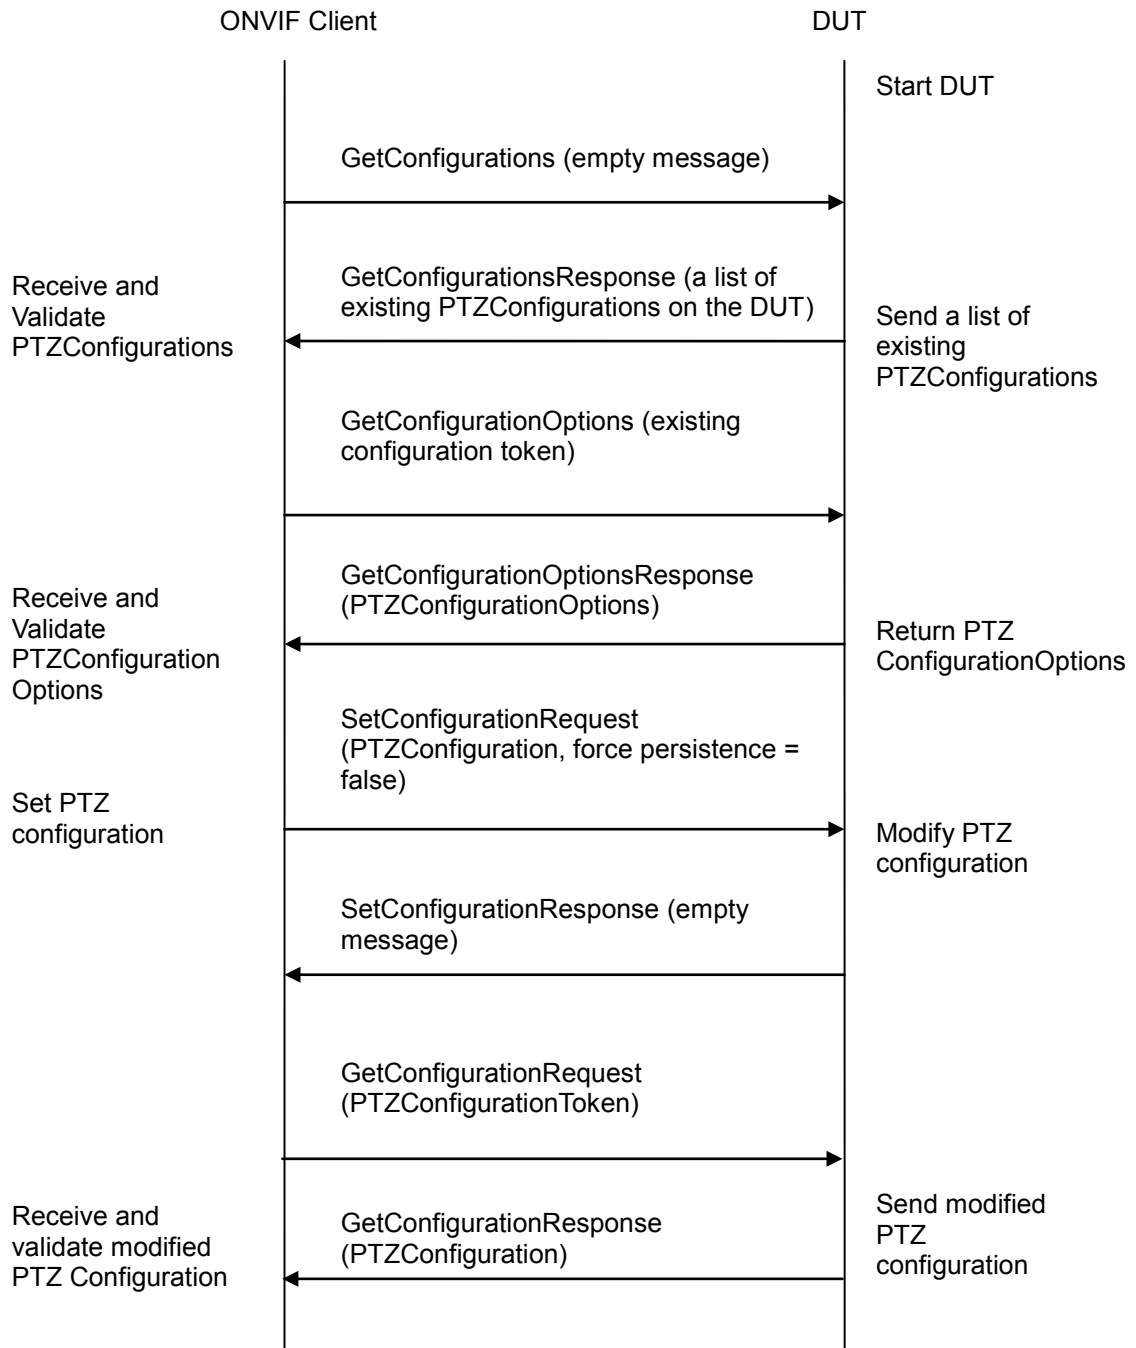 ONVIF Client
DUT
Start DUT
GetConfigurations (empty message)
GetConfigurationsResponse (a list of
existing PTZConfigurations on the DUT)
Receive and
Validate
PTZConfigurations
Send a list of
existing
PTZConfigurations
GetConfigurationOptions (existing
configuration token)
GetConfigurationOptionsResponse
(PTZConfigurationOptions)
Receive and
Validate
PTZConfiguration
Options
Return PTZ
ConfigurationOptions
SetConfigurationRequest
(PTZConfiguration, force persistence =
false)
Set PTZ
configuration
Modify PTZ
configuration
SetConfigurationResponse (empty
message)
GetConfigurationRequest
(PTZConfigurationToken)
Receive and
validate modified
PTZ Configuration
GetConfigurationResponse
(PTZConfiguration)
Send modified
PTZ
configuration